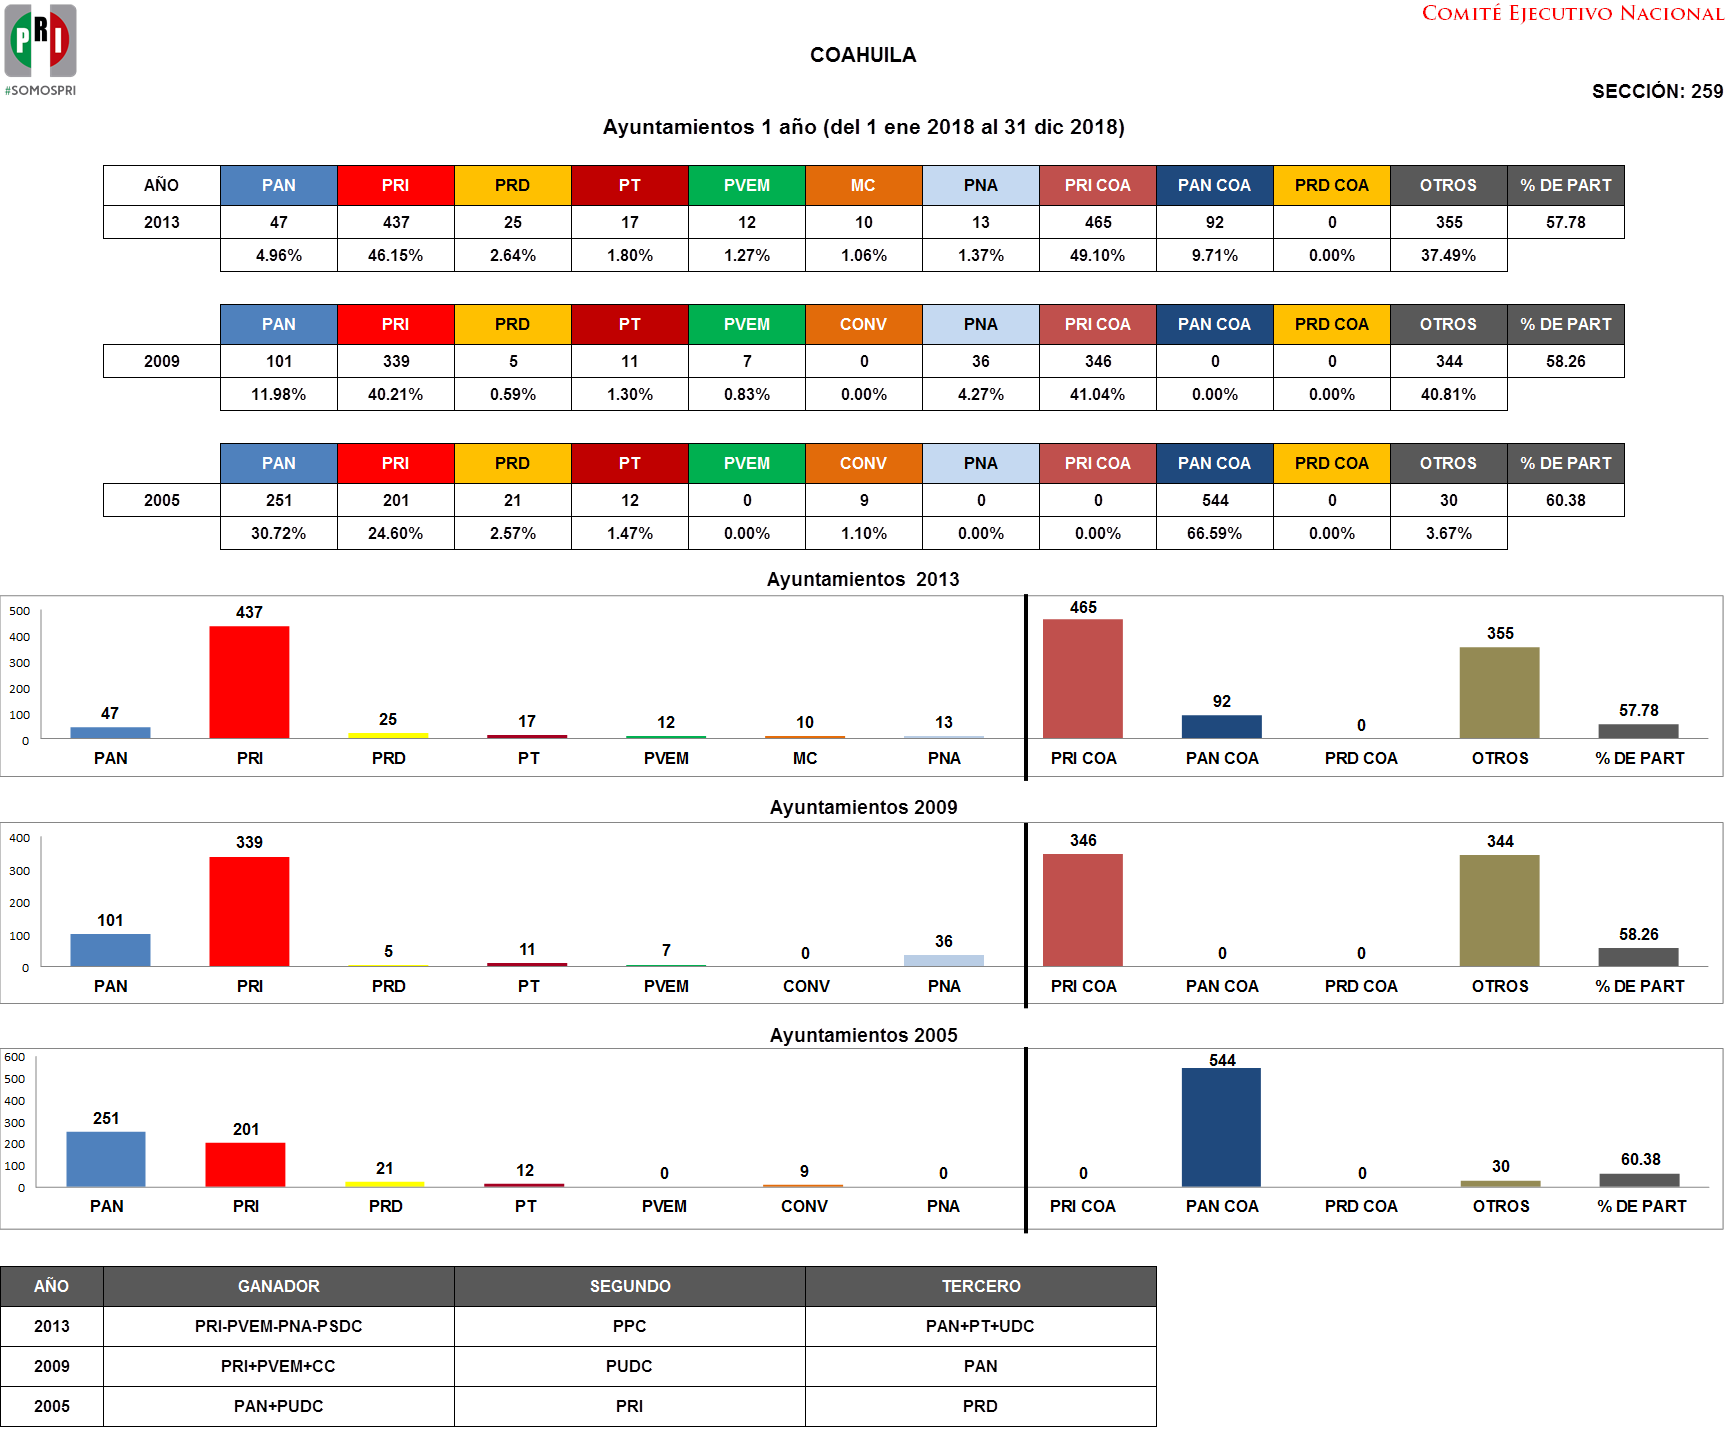 COMITÉ EJECUTIVO NACIONAL
PRI
#SOMOSPRI
COAHUILA
SECCIÓN: 259
Ayuntamientos 1 año (del 1 ene 2018 al 31 dic 2018)
AÑO PAN PRI PRD PT PVEM MC PNA PRI COA PAN COA PRD COA OTROS % DE PART
2013 47 437 25 17 12 10 13 465 92 0 355 57.78
4.96% 46.15% 2.64% 1.80% 1.27% 1.06% 1.37% 49.10% 9.71% 0.00% 37.49%
PAN PRI PRD PT PVEM CONV PNA PRI COA PAN COA PRD COA OTROS % DE PART
2009 101 339 5 11 7 0 36 346 0 0 344 58.26
11.98% 40.21% 0.59% 1.30% 0.83% 0.00% 4.27% 41.04% 0.00% 0.00% 40.81%
PAN PRI PRD PT PVEM CONV PNA PRI COA PAN COA PRD COA OTROS % DE PART
2005 251 201 21 12 0 9 0 0 544 0 30 60.38
30.72% 24.60% 2.57% 1.47% 0.00% 1.10% 0.00% 0.00% 66.59% 0.00% 3.67%
Ayuntamientos 2013
500
400
300
200
100
0
437 465
355
47 25 17 12 10 13 92 0 57.78
PAN PRI PRD PT PVEM MC PNA PRI COA PAN COA PRD COA OTROS % DE PART
Ayuntamientos 2009
400
300
200
100
0
339 346 344
101 5 11 7 0 36 0 0 58.26
PAN PRI PRD PT PVEM CONV PNA PRI COA PAN COA PRD COA OTROS % DE PART
Ayuntamientos 2005
600
500
400
300
200
100
0
544
251 201 21 12 0 9 0 0 0 30 60.38
PAN PRI PRD PT PVEM CONV PNA PRI COA PAN COA PRD COA OTROS % DE PART
AÑO GANADOR SEGUNDO TERCERO
2013 PRI-PVEM-PNA-PSDC PPC PAN+PT+UDC
2009 PRI+PVEM+CC PUDC PAN
2005 PAN+PUDC PRI PRD